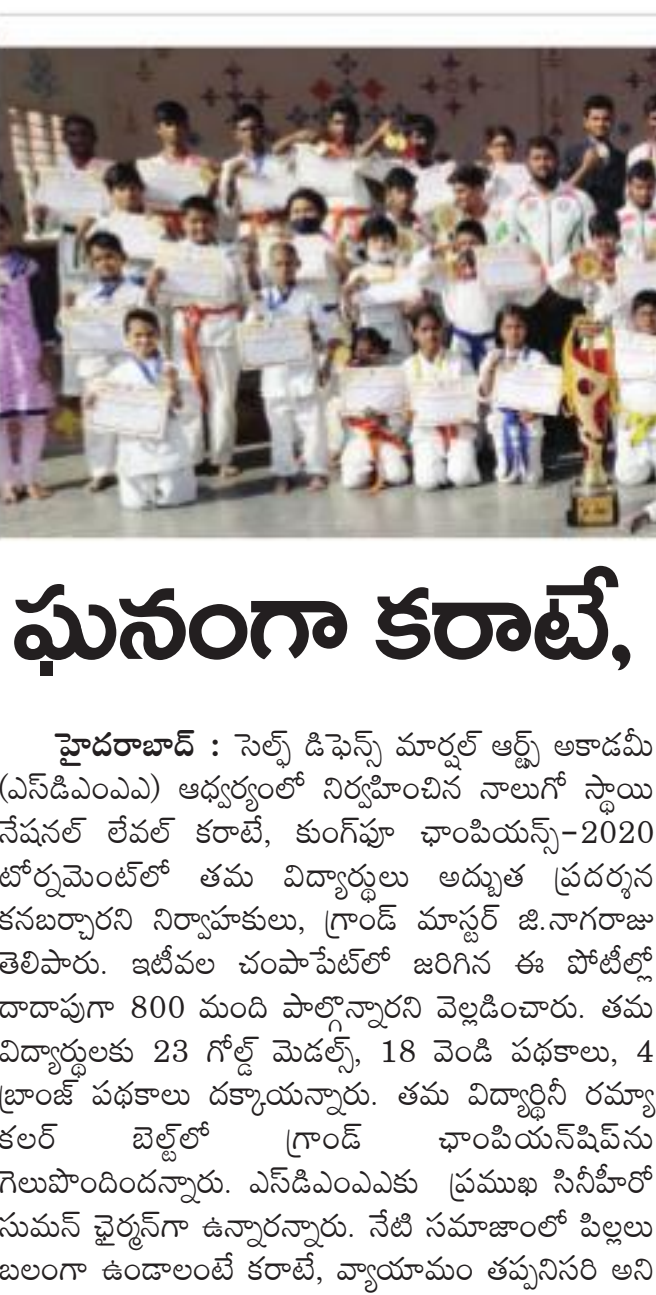 ఘనంగా కరాటే,
హైదరాబాద్ : సెల్ఫ్ డిఫెన్స్ మార్షల్ ఆర్ట్స్ అకాడమీ
(ఎస్‌డిఎంఎఎ) ఆధ్వర్యంలో నిర్వహించిన నాలుగో స్థాయి
నేషనల్ లేవల్ కరాటే, కుంగ్‌ఫూ ఛాంపియన్స్-2020
టోర్నమెంట్‌లో తమ విద్యార్థులు అద్భుత ప్రదర్శన
కనబర్చారని నిర్వాహకులు, గ్రాండ్ మాస్టర్ జి.నాగరాజు
తెలిపారు. ఇటీవల చంపాపేట్‌లో జరిగిన ఈ పోటీల్లో
దాదాపుగా 800 మంది పాల్గొన్నారని వెల్లడించారు. తమ
విద్యార్థులకు 23 గోల్డ్ మెడల్స్, 18 వెండి పథకాలు, 4
బ్రాంజ్ పథకాలు దక్కాయన్నారు. తమ విద్యార్థినీ రమ్యా
కలర్ బెల్ట్‌లో గ్రాండ్ ఛాంపియన్‌షిప్‌ను
గెలుపొందిందన్నారు. ఎస్‌డిఎంఎఎకు ప్రముఖ సినీహీరో
సుమన్ ఛైర్మన్‌గా ఉన్నారన్నారు. నేటి సమాజాంలో పిల్లలు
బలంగా ఉండాలంటే కరాటే, వ్యాయామం తప్పనిసరి అని